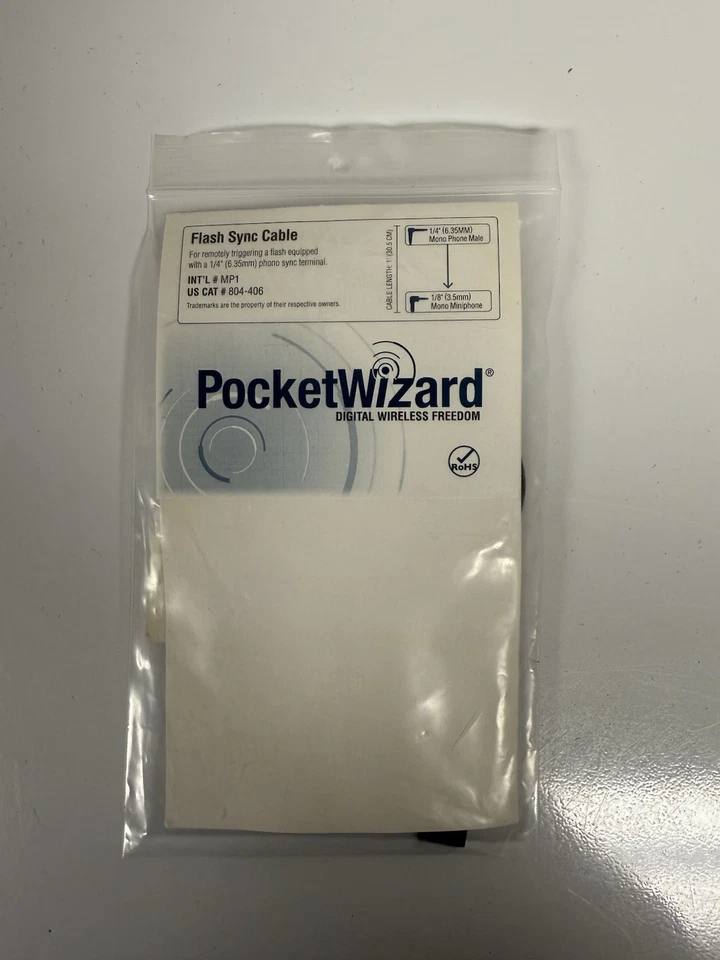 Flash Sync Cable
For remotely triggering a flash equipped
with a 1/4" (6.35mm) phono sync terminal.
INT'L # MP1
US CAT # 804-406
Trademarks are the property of their respective owners.
CABLE LENGTH: 1' (30.5 CM)
1/4" (6.35MM)
Mono Phone Male
1/8" (3.5mm)
Mono Miniphone
PocketWizard®
DIGITAL WIRELESS FREEDOM
RoHS